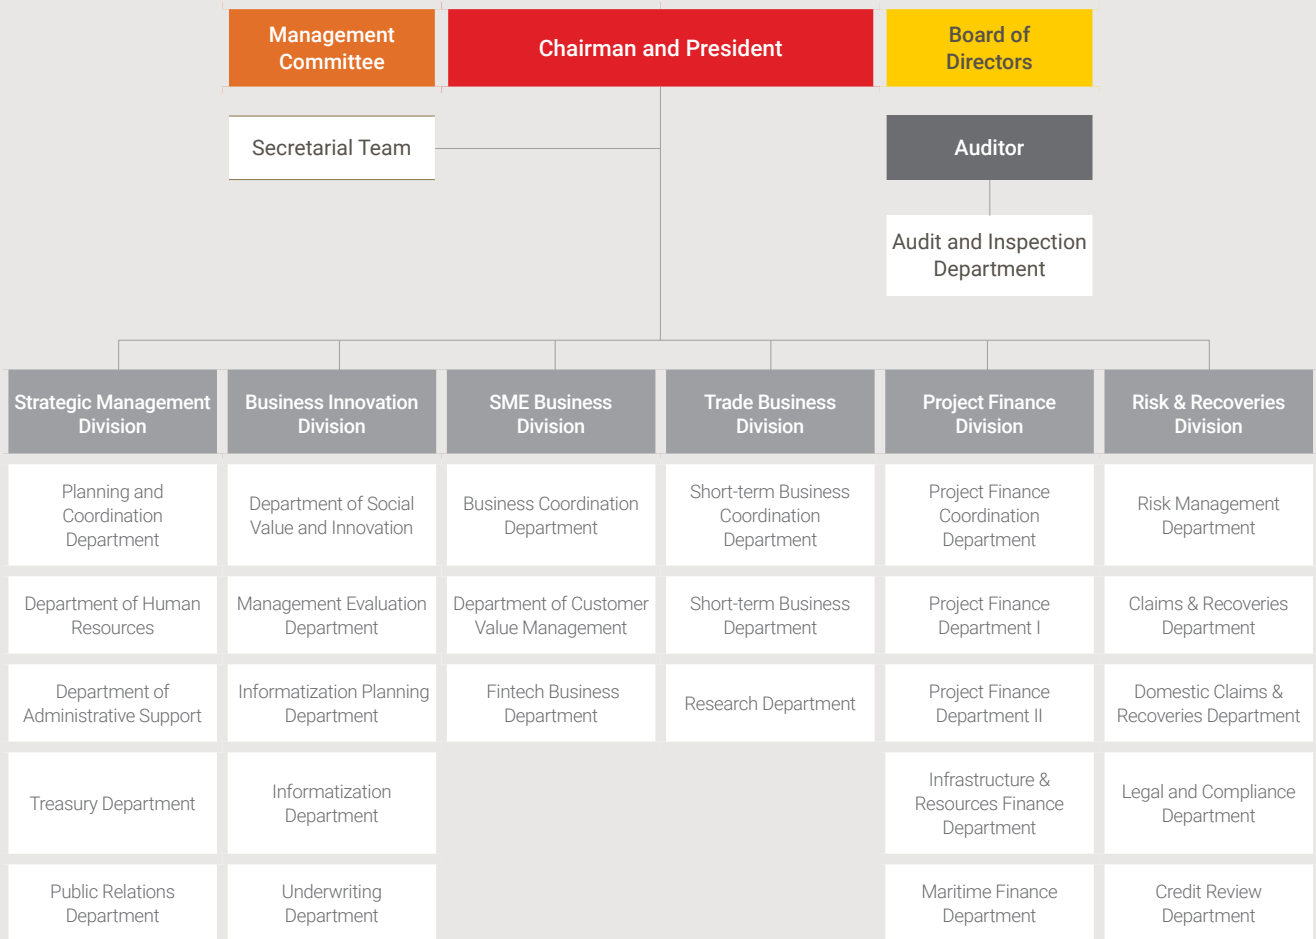 Management
Committee
Chairman and President
Board of
Directors
Secretarial Team
Auditor
Audit and Inspection
Department
Strategic Management
Division
Business Innovation
Division
SME Business
Division
Trade Business
Division
Project Finance
Division
Risk & Recoveries
Division
Planning and
Coordination
Department
Department of Social
Value and Innovation
Business Coordination
Department
Short-term Business
Coordination
Department
Project Finance
Coordination
Department
Risk Management
Department
Department of Human
Resources
Management Evaluation
Department
Department of Customer
Value Management
Short-term Business
Department
Project Finance
Department I
Claims & Recoveries
Department
Department of
Administrative Support
Informatization Planning
Department
Fintech Business
Department
Research Department
Project Finance
Department II
Domestic Claims &
Recoveries Department
Treasury Department
Informatization
Department
Infrastructure &
Resources Finance
Department
Legal and Compliance
Department
Public Relations
Department
Underwriting
Department
Maritime Finance
Department
Credit Review
Department